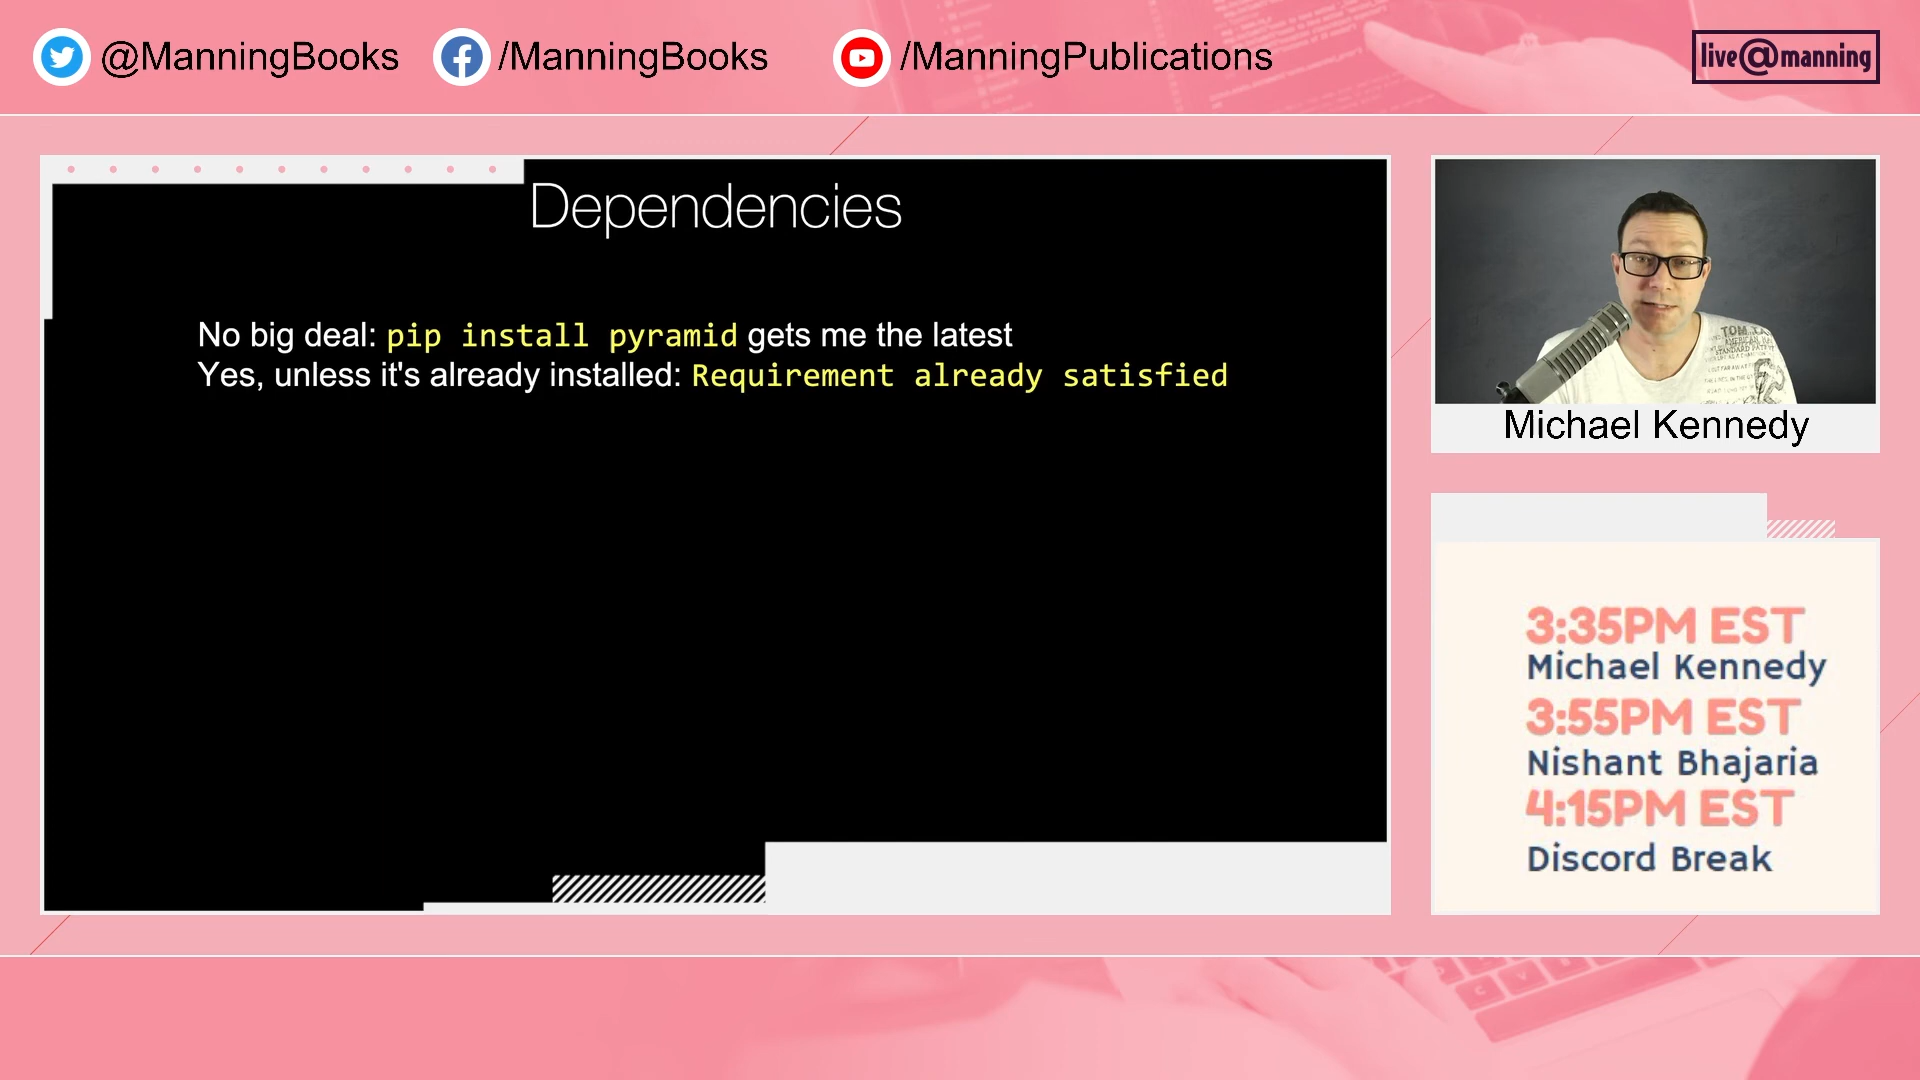 @ManningBooks
/ManningBooks
/ManningPublications
live@manning
Dependencies
No big deal: pip install pyramid gets me the latest
Yes, unless it's already installed: Requirement already satisfied
Michael Kennedy
3:35PM EST
Michael Kennedy
3:55PM EST
Nishant Bhajaria
4:15PM EST
Discord Break